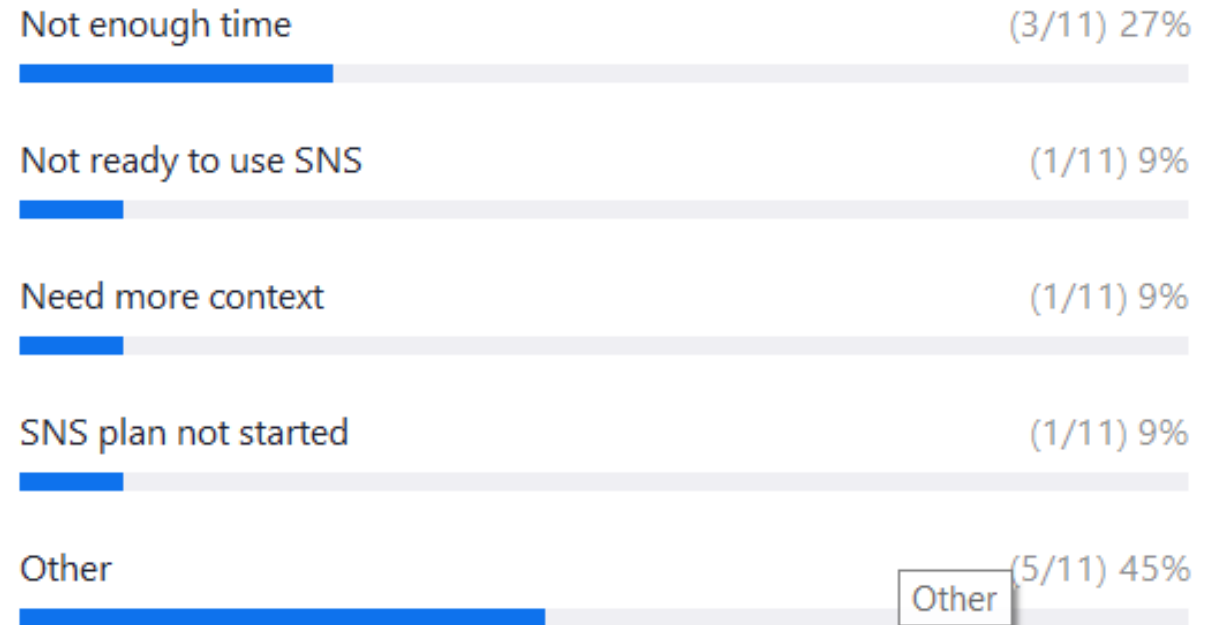 Not enough time (3/11) 27%
Not ready to use SNS (1/11) 9%
Need more context (1/11) 9%
SNS plan not started (1/11) 9%
Other (5/11) 45%
Other